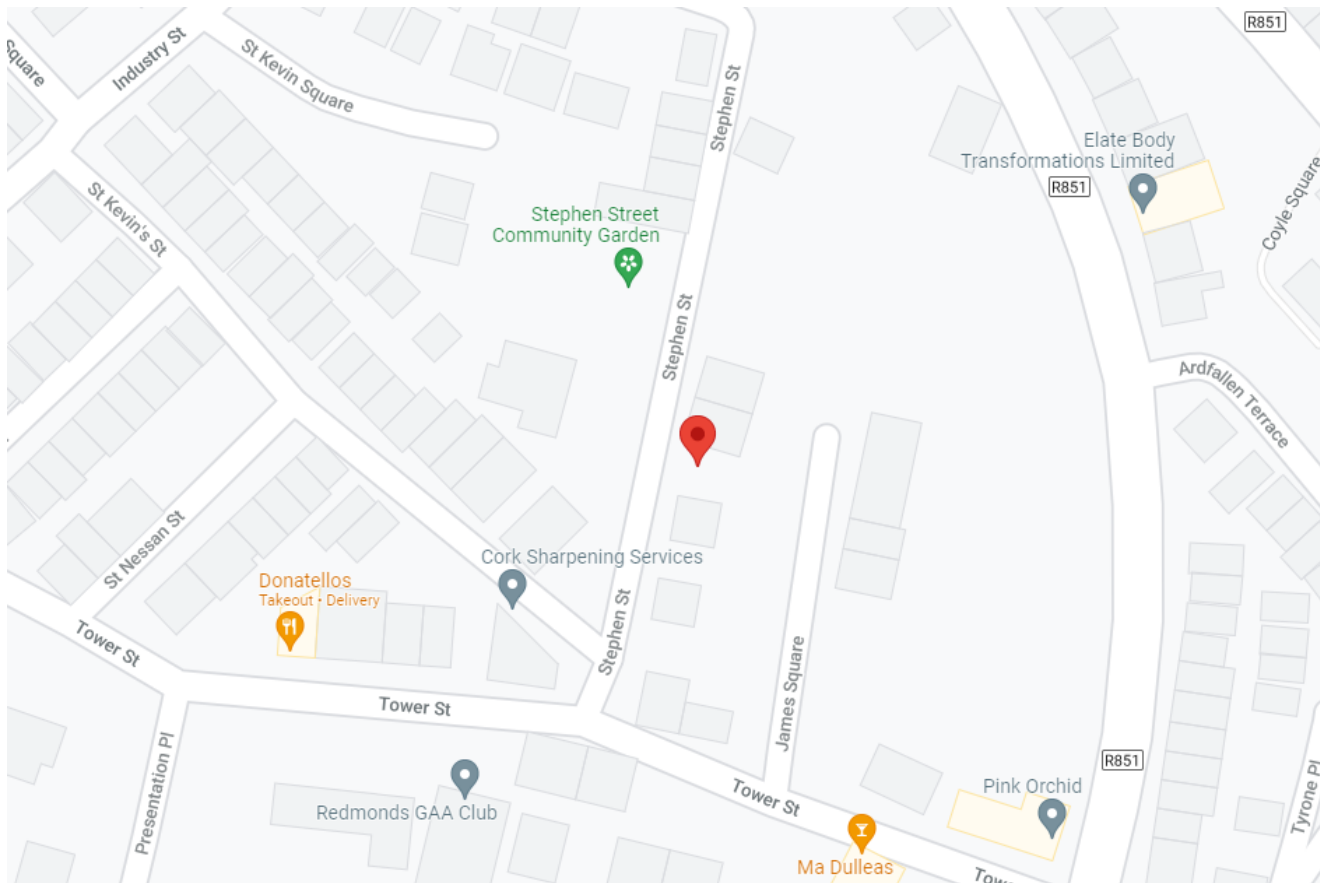 R851
Square
Industry St
St Kevin Square
Stephen St
Elate Body
Transformations Limited
R851
Coyle Square
St Kevin's St
Stephen Street
Community Garden
Stephen St
Ardfallen Terrace
St Nessan St
Cork Sharpening Services
Donatellos
Takeout • Delivery
Stephen St
Tower St
Tower St
James Square
Presentation Pl
R851
Tyrone Pl
Redmonds GAA Club
Tower St
Pink Orchid
Ma Dulleas
Tow